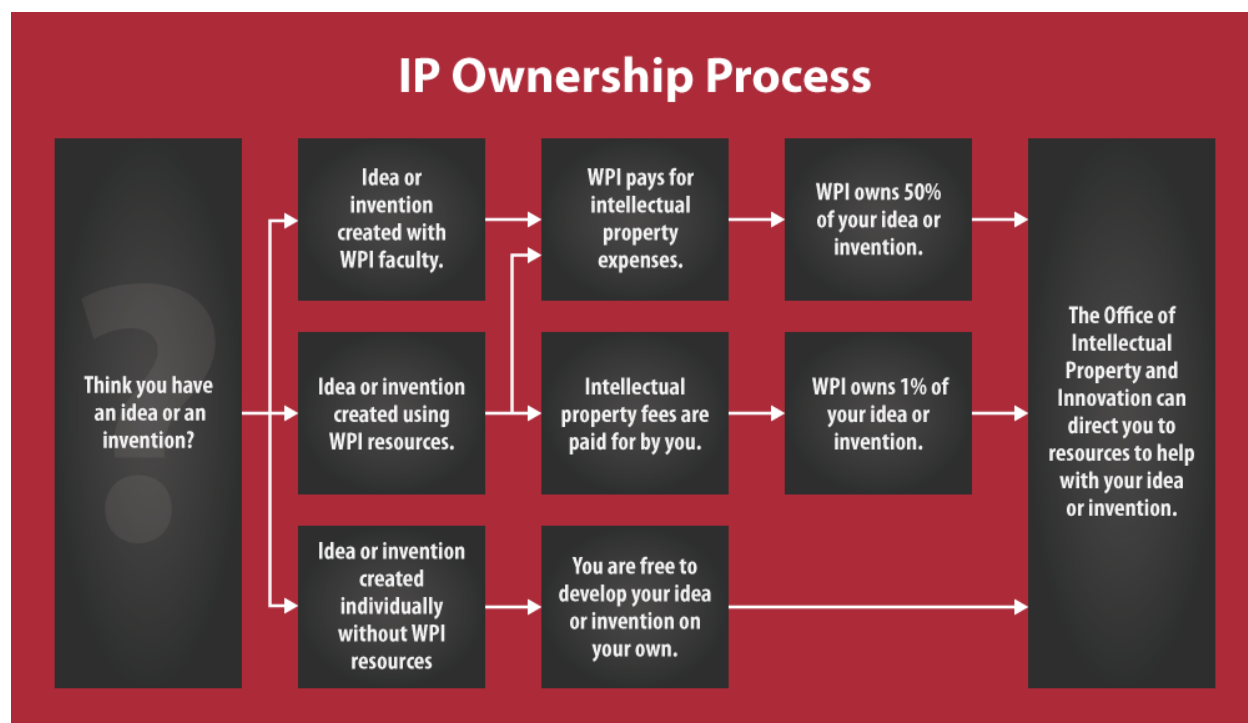 IP Ownership Process
Think you have
an idea or an
invention?
Idea or
invention
created with
WPI faculty.
WPI pays for
intellectual
property
expenses.
WPI owns 50%
of your idea or
invention.
Idea or invention
created using
WPI resources.
Intellectual
property fees are
paid for by you.
WPI owns 1% of
your idea or
invention.
Idea or invention
created
individually
without WPI
resources
You are free to
develop your idea
or invention on
your own.
The Office of
Intellectual
Property and
Innovation can
direct you to
resources to help
with your idea
or invention.
?